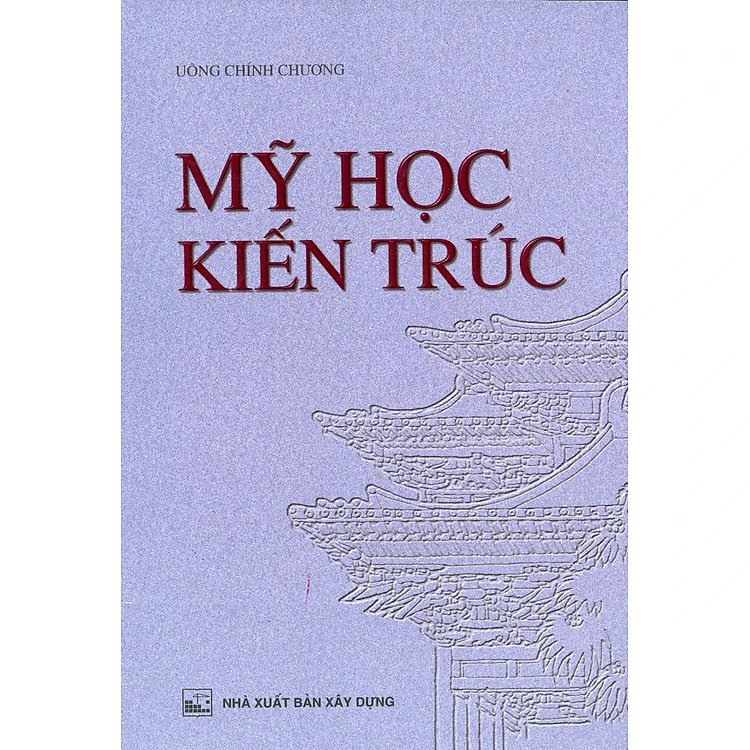 UÔNG CHÍNH CHƯƠNG
MỸ HỌC
KIẾN TRÚC
NHÀ XUẤT BẢN XÂY DỰNG